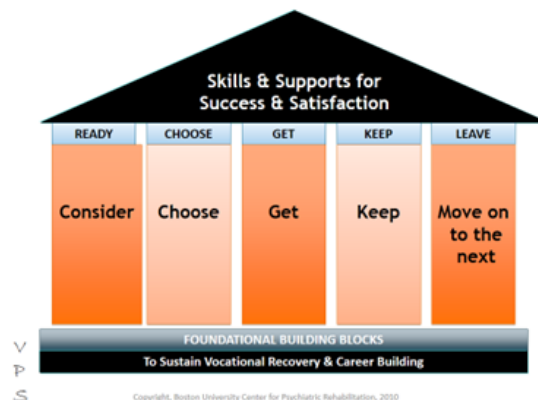 Skills & Supports for
Success & Satisfaction
READY
CHOOSE
GET
KEEP
LEAVE
Consider
Choose
Get
Keep
Move on
to the
next
FOUNDATIONAL BUILDING BLOCKS
To Sustain Vocational Recovery & Career Building
V
P
S
Copyright, Boston University Center for Psychiatric Rehabilitation, 2010